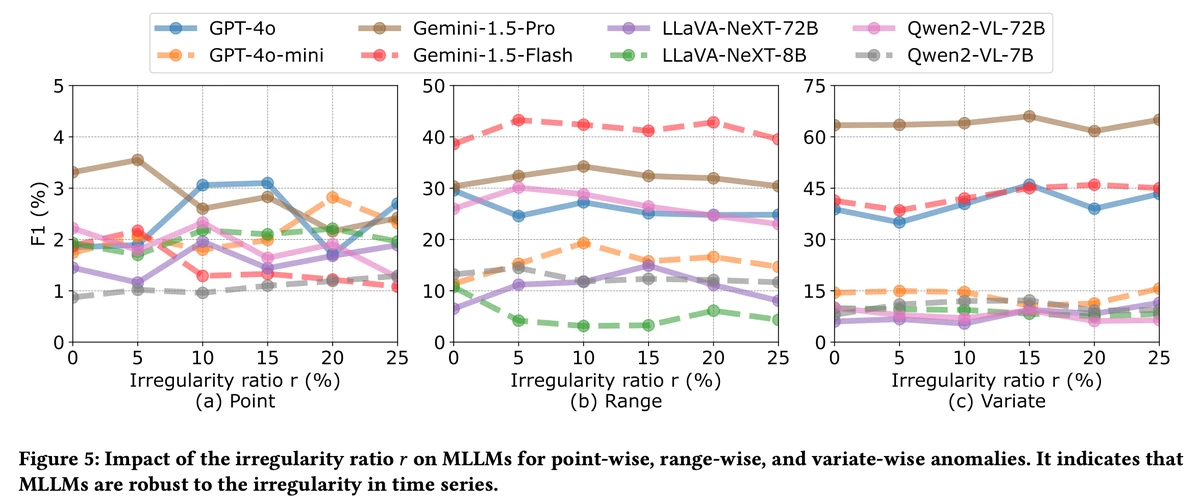 GPT-4o Gemini-1.5-Pro LLaVA-NeXT-72B Qwen2-VL-72B
GPT-4o-mini Gemini-1.5-Flash LLaVA-NeXT-8B Qwen2-VL-7B
F1 (%)
5
4
3
2
1
0
0 5 10 15 20 25
Irregularity ratio r (%)
(a) Point
50
40
30
20
10
0
0 5 10 15 20 25
Irregularity ratio r (%)
(b) Range
75
60
45
30
15
0
0 5 10 15 20 25
Irregularity ratio r (%)
(c) Variate
Figure 5: Impact of the irregularity ratio r on MLLMs for point-wise, range-wise, and variate-wise anomalies. It indicates that
MLLMs are robust to the irregularity in time series.